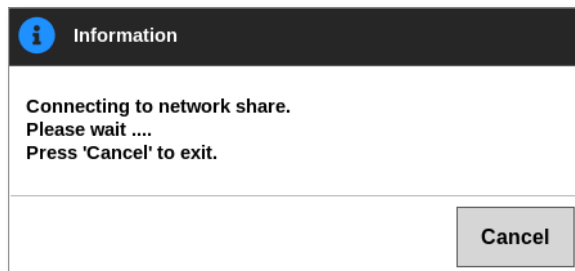 Information
Connecting to network share.
Please wait ....
Press 'Cancel' to exit.
Cancel